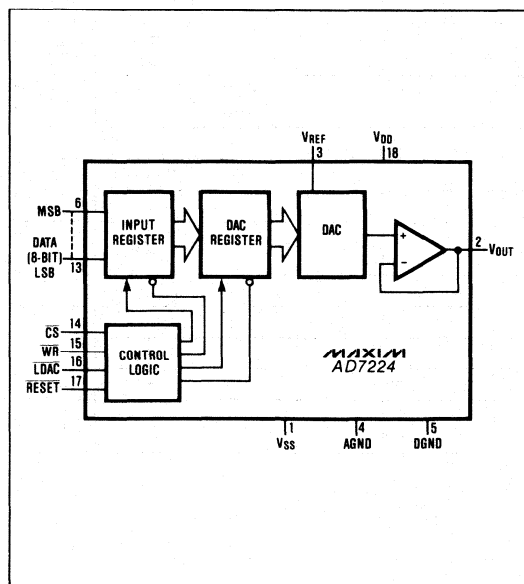 VREF
3
VDD
18
MSB
6
DATA
(8-BIT)
LSB
13
INPUT
REGISTER
DAC
REGISTER
DAC
+
−
2
VOUT
CS
14
WR
15
LDAC
16
RESET
17
CONTROL
LOGIC
MAXIM
AD7224
1
VSS
4
AGND
5
DGND